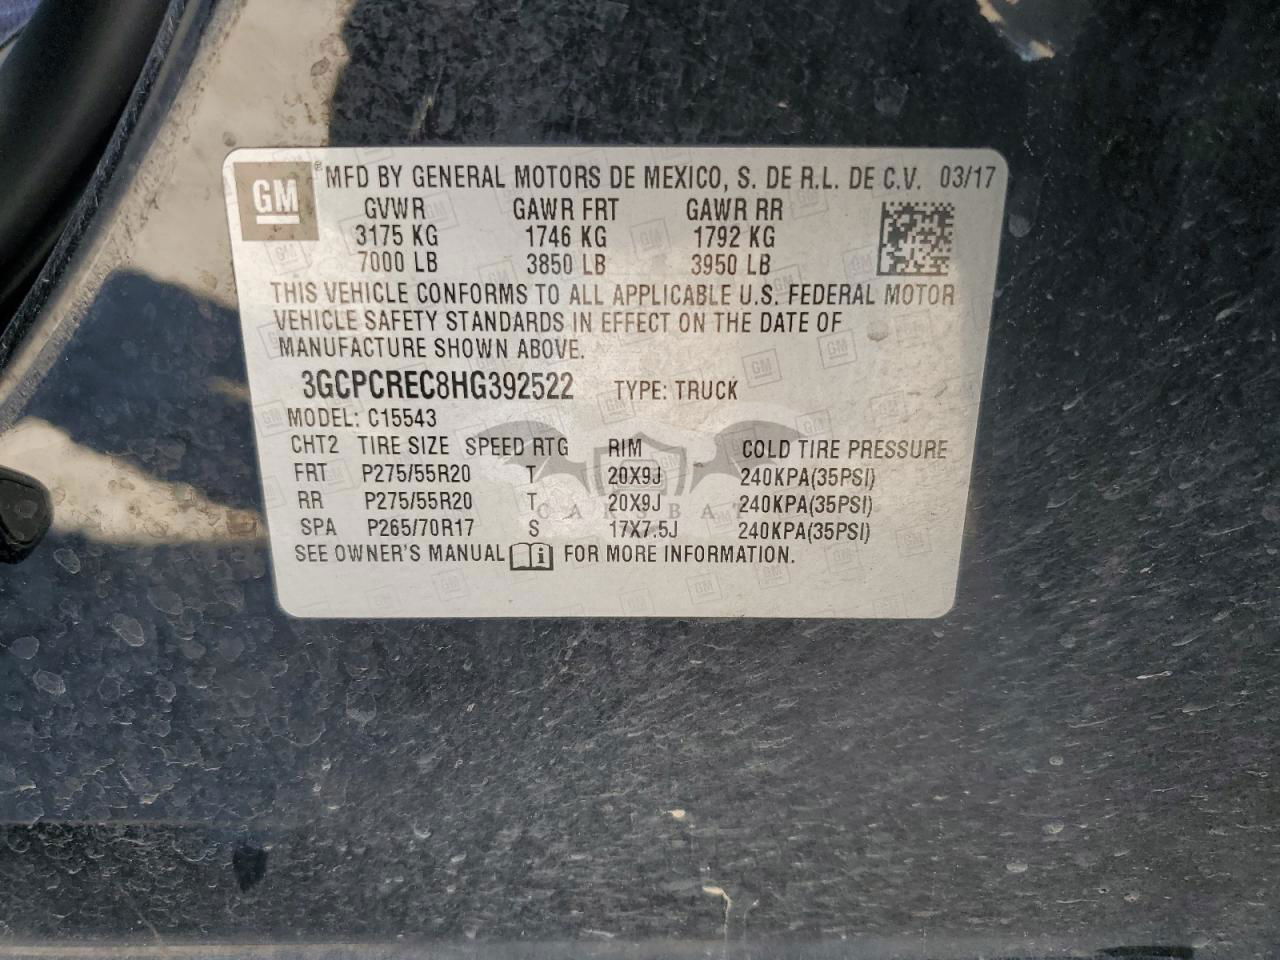 GM ® MFD BY GENERAL MOTORS DE MEXICO, S. DE R.L. DE C.V. 03/17
GVWR GAWR FRT GAWR RR
3175 KG 1746 KG 1792 KG
7000 LB 3850 LB 3950 LB
THIS VEHICLE CONFORMS TO ALL APPLICABLE U.S. FEDERAL MOTOR
VEHICLE SAFETY STANDARDS IN EFFECT ON THE DATE OF
MANUFACTURE SHOWN ABOVE.
3GCPCREC8HG392522 TYPE: TRUCK
MODEL: C15543
CHT2 TIRE SIZE SPEED RTG RIM COLD TIRE PRESSURE
FRT P275/55R20 T 20X9J 240KPA(35PSI)
RR P275/55R20 T 20X9J 240KPA(35PSI)
CARSBAT
SPA P265/70R17 S 17X7.5J 240KPA(35PSI)
SEE OWNER'S MANUAL FOR MORE INFORMATION.